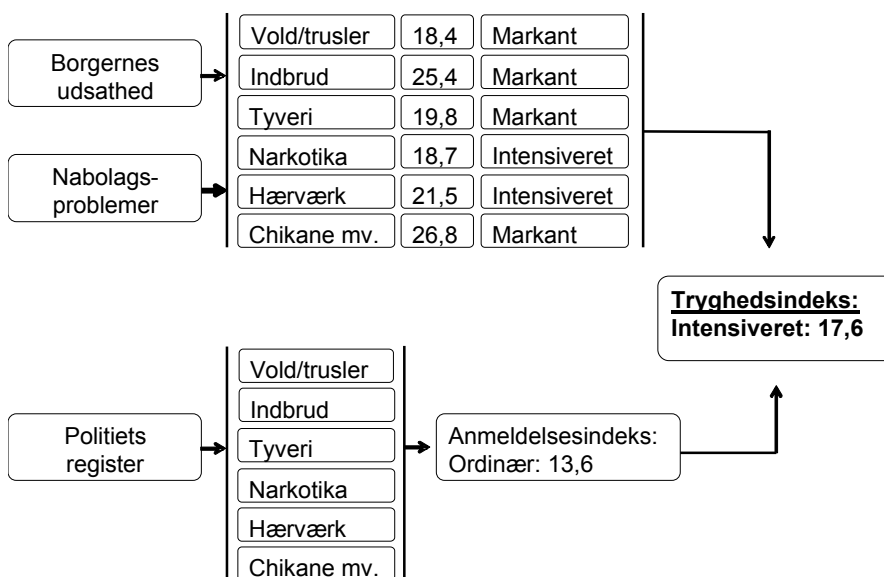 Borgernes
udsathed
Nabolags-
problemer
Vold/trusler 18,4 Markant
Indbrud 25,4 Markant
Tyveri 19,8 Markant
Narkotika 18,7 Intensiveret
Hærværk 21,5 Intensiveret
Chikane mv. 26,8 Markant
Tryghedsindeks:
Intensiveret: 17,6
Politiets
register
Vold/trusler
Indbrud
Tyveri
Narkotika
Hærværk
Chikane mv.
Anmeldelsesindeks:
Ordinær: 13,6